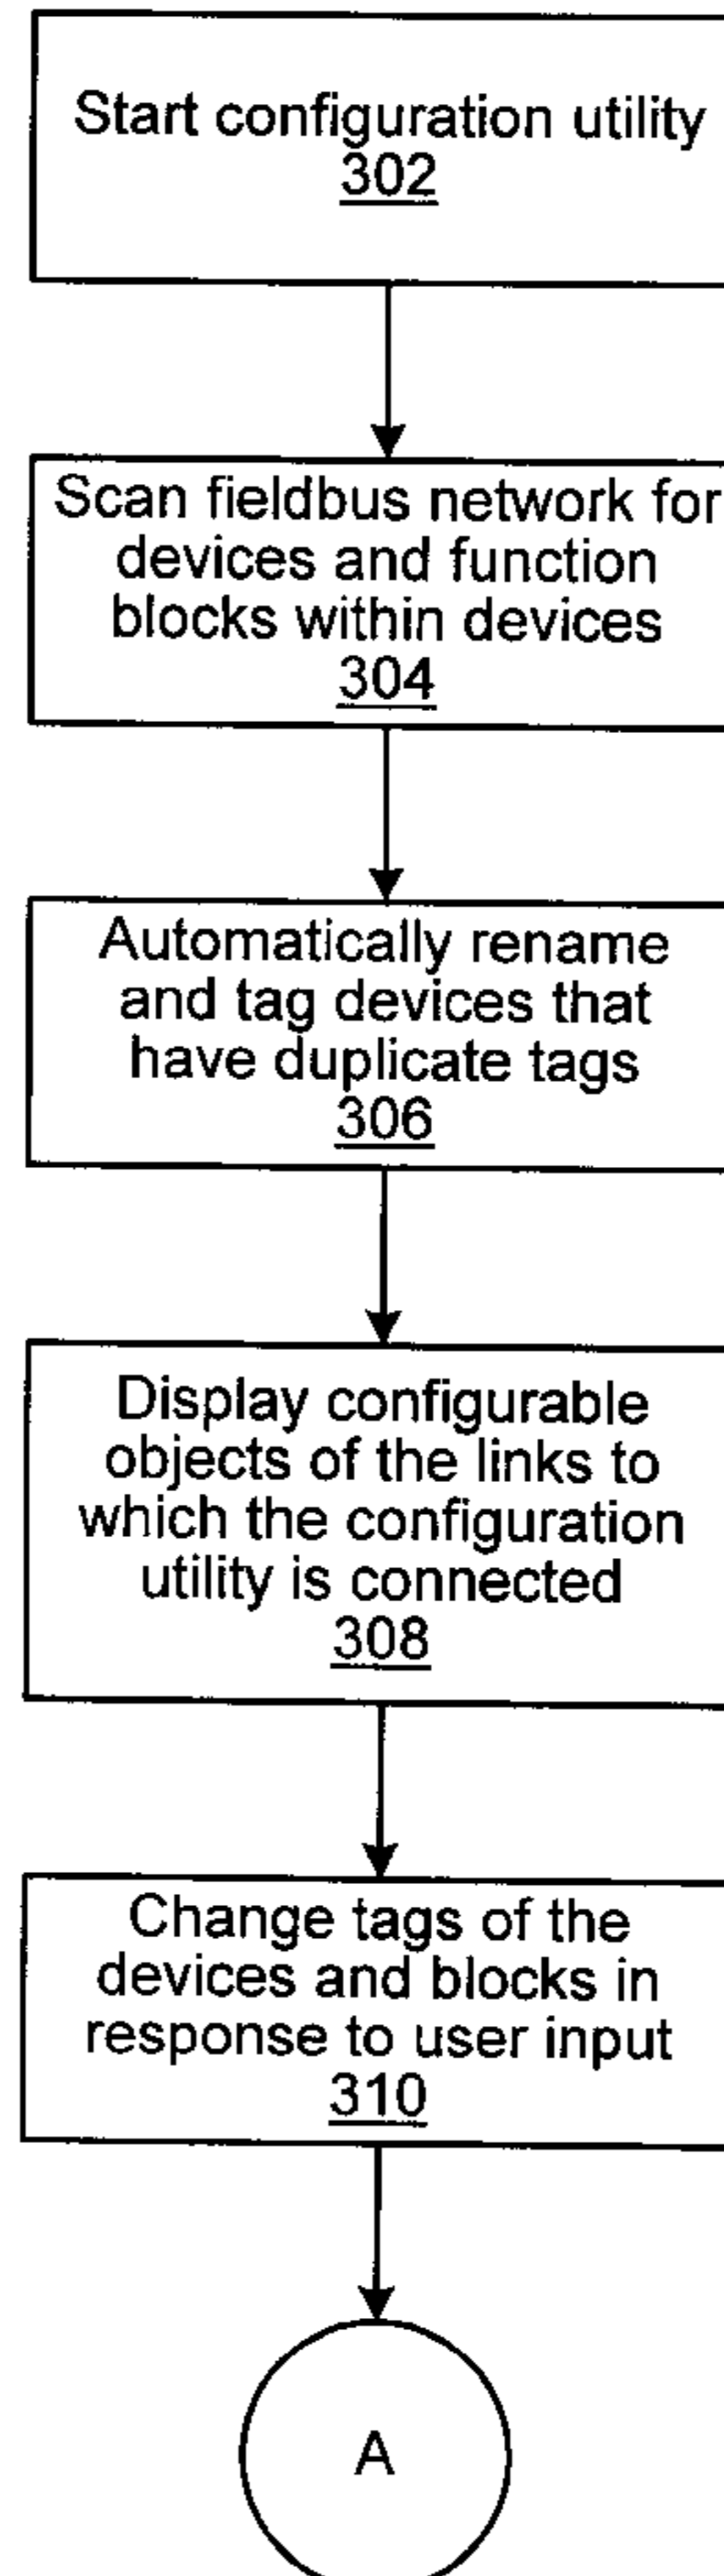 Start configuration utility
302
Scan fieldbus network for
devices and function
blocks within devices
304
Automatically rename
and tag devices that
have duplicate tags
306
Display configurable
objects of the links to
which the configuration
utility is connected
308
Change tags of the
devices and blocks in
response to user input
310
A